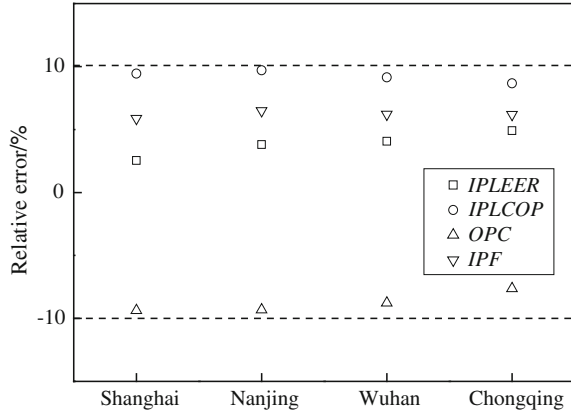 Relative error/%
10
0
-10
IPLEER
IPLCOP
OPC
IPF
Shanghai Nanjing Wuhan Chongqing